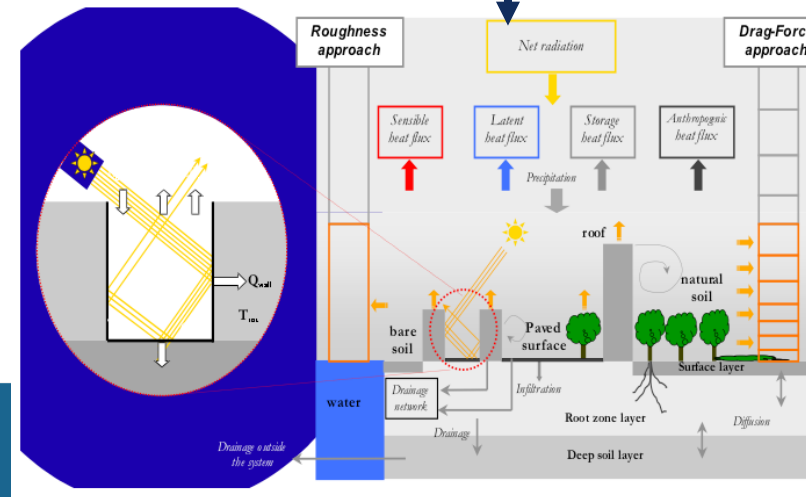 Roughness
approach
Net radiation
Drag-Forc
approach
Sensible
heat flux
Latent
heat flux
Storage
heat flux
Anthropogenic
heat flux
Precipitation
roof
natural
soil
Qwall
bare
soil
Paved
surface
Surface layer
water
Drainage
network
Infiltration
Root zone layer
Diffusion
Drainage
Drainage outside
the system
Deep soil layer